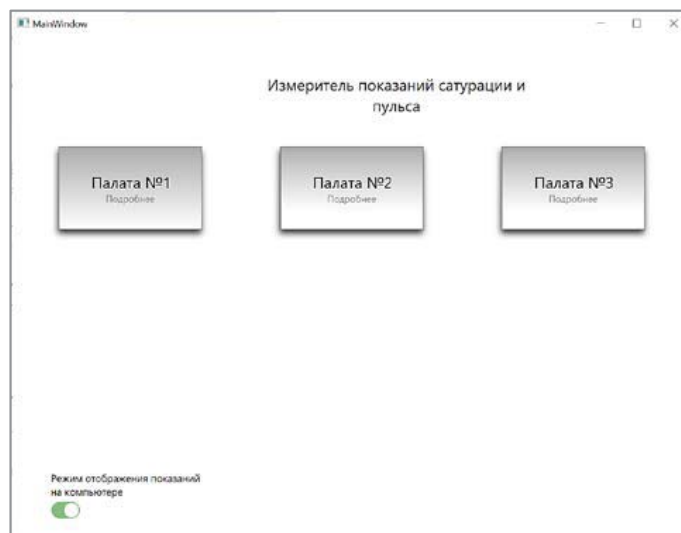 MainWindow
Измеритель показаний сатурации и
пульса
Палата №1
Подробнее
Палата №2
Подробнее
Палата №3
Подробнее
Режим отображения показаний
на компьютере